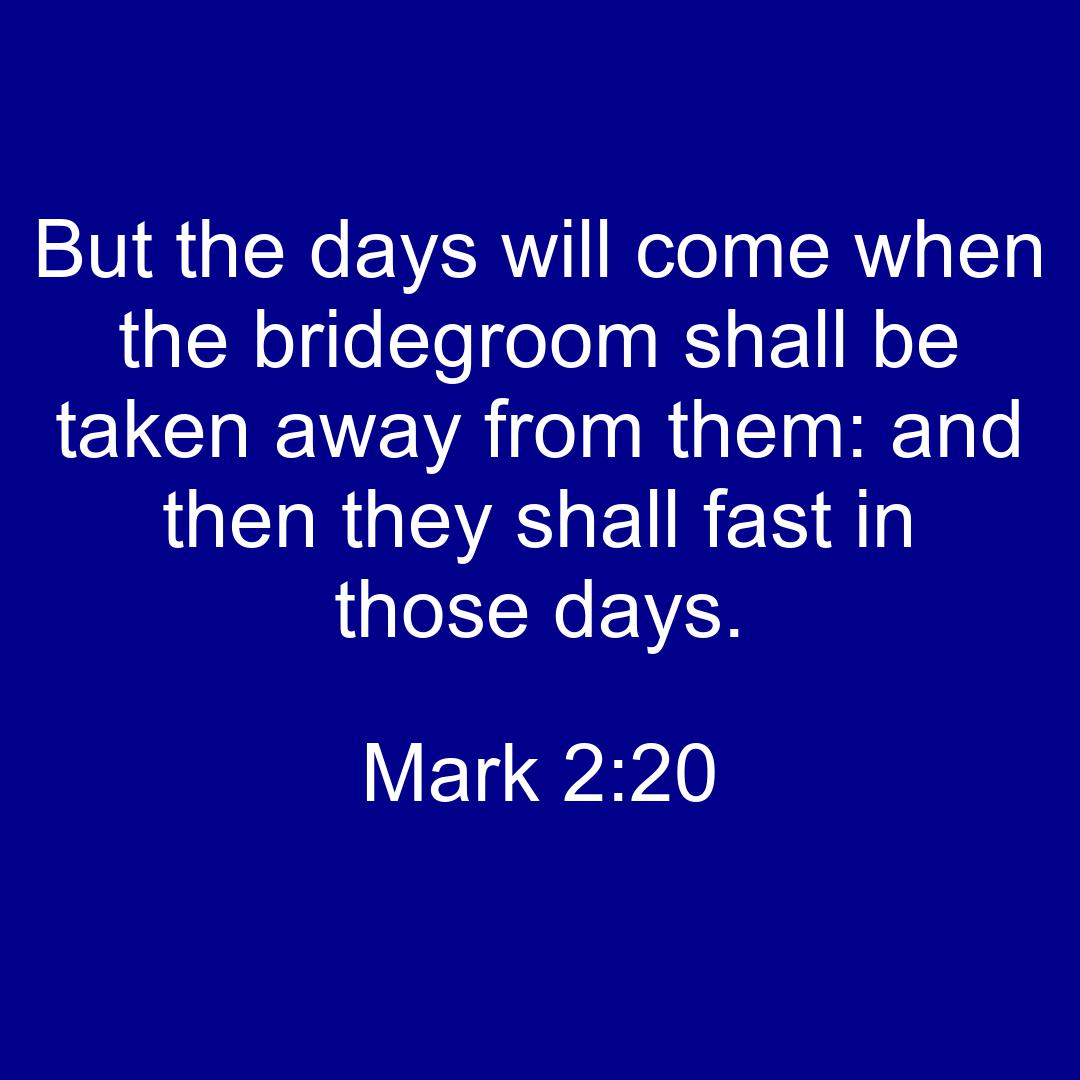 But the days will come when
the bridegroom shall be
taken away from them: and
then they shall fast in
those days.
Mark 2:20